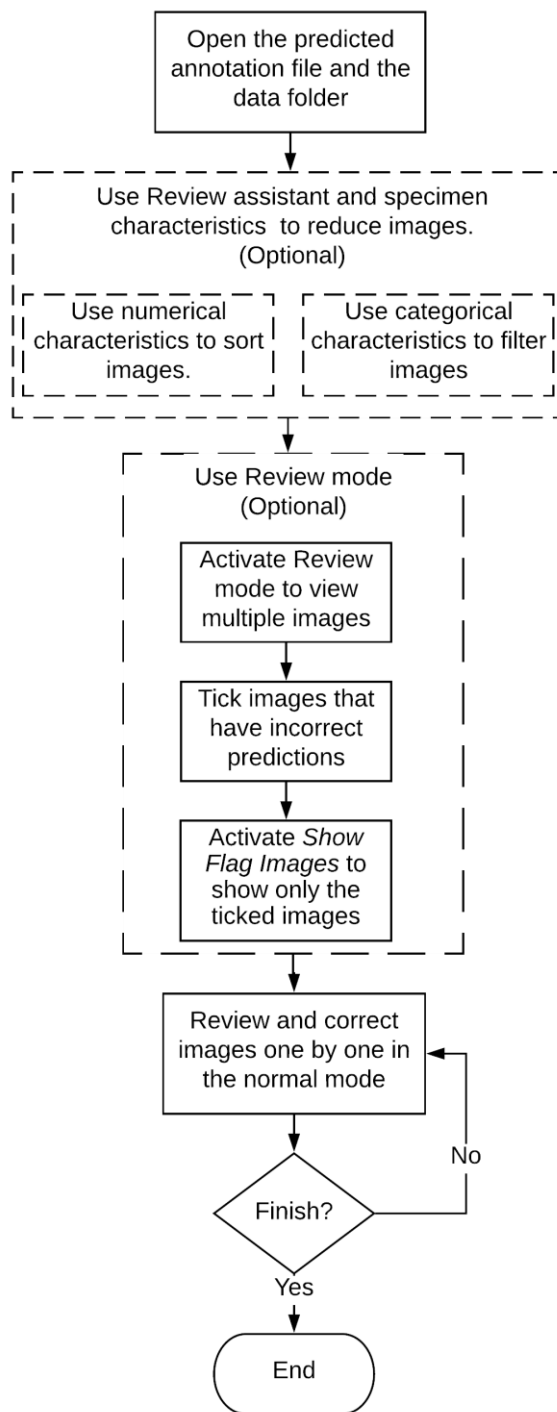 Open the predicted
annotation file and the
data folder
Use Review assistant and specimen
characteristics to reduce images.
(Optional)
Use numerical
characteristics to sort
images.
Use categorical
characteristics to filter
images
Use Review mode
(Optional)
Activate Review
mode to view
multiple images
Tick images that
have incorrect
predictions
Activate Show
Flag Images to
show only the
ticked images
Review and correct
images one by one in
the normal mode
No
Finish?
Yes
End